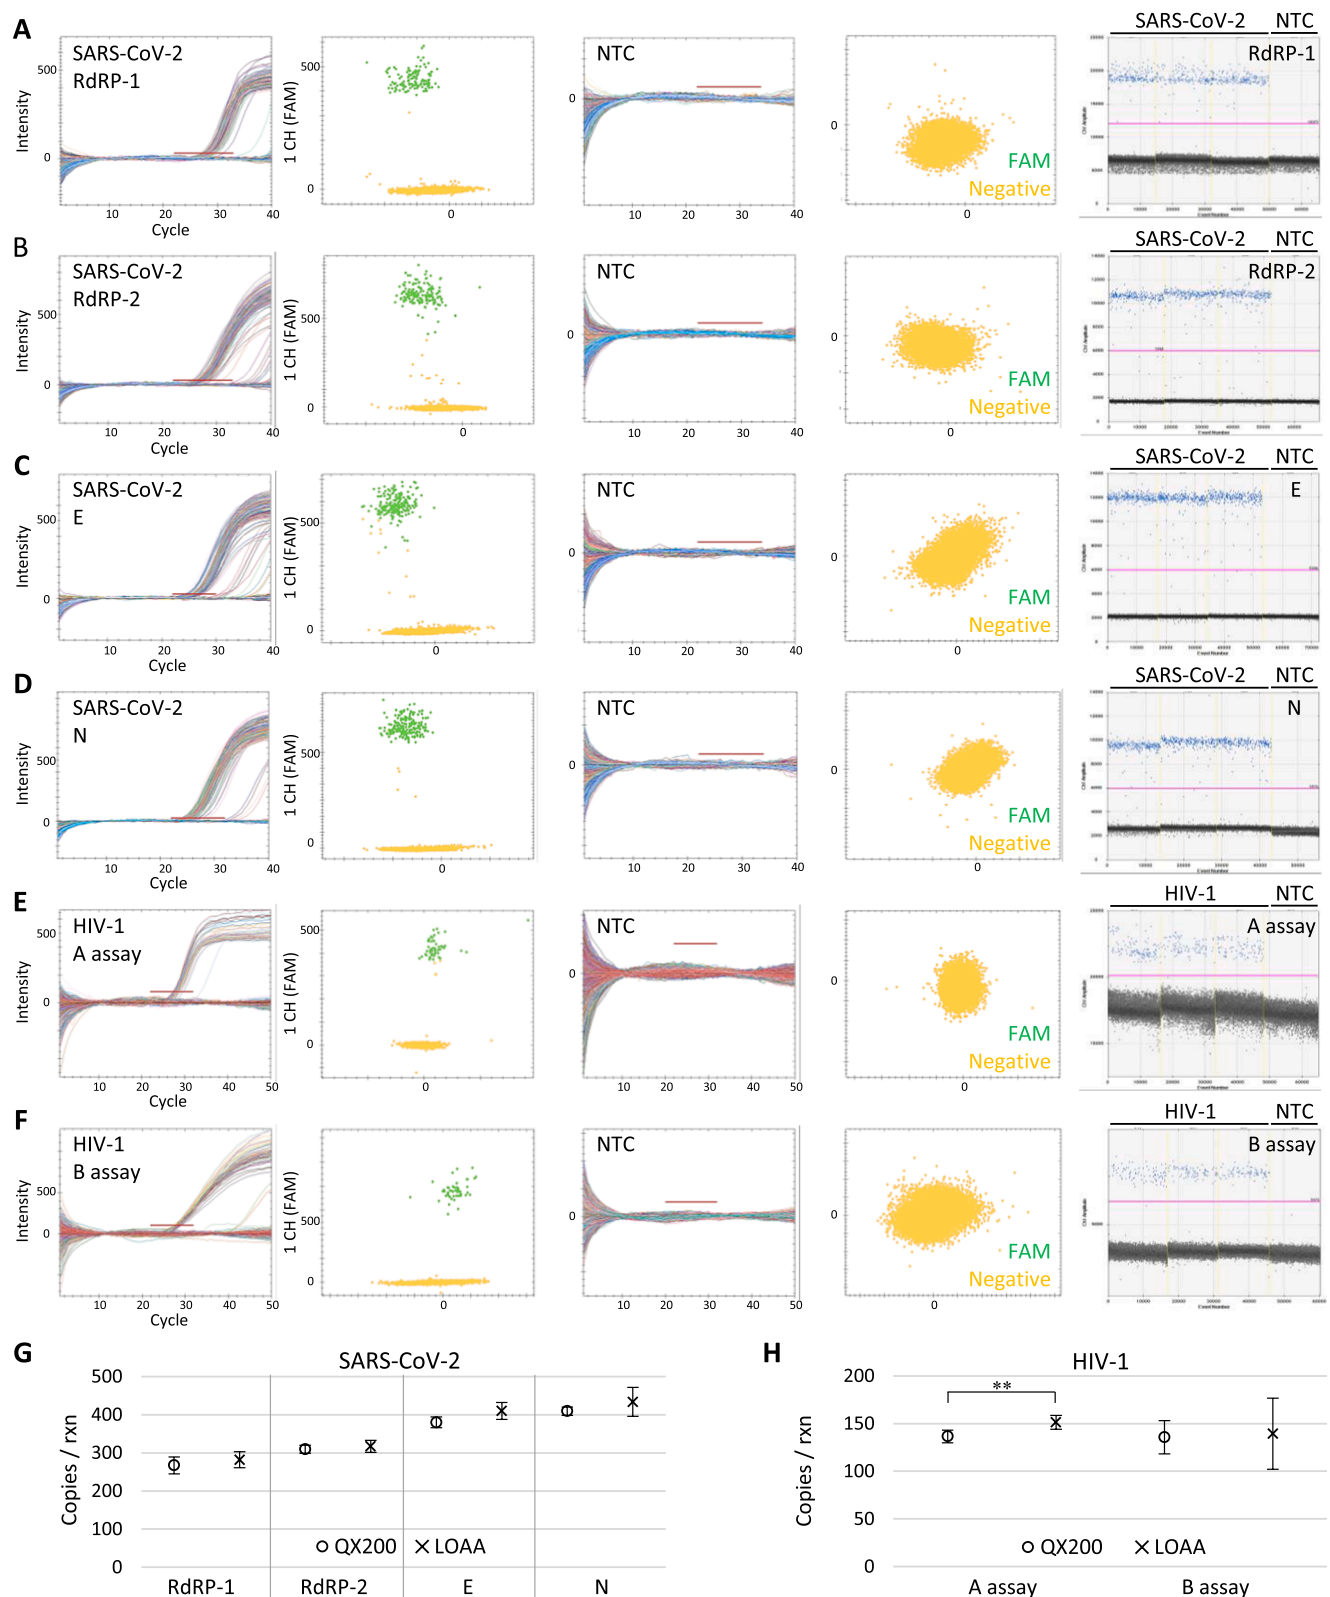 A
SARS-CoV-2
RdRP-1
Intensity
500
0
10 20 30 40
Cycle
1 CH (FAM)
500
0
0
NTC
0
10 20 30 40
0
FAM
Negative
0
SARS-CoV-2 NTC
RdRP-1
Event Number
B
SARS-CoV-2
RdRP-2
Intensity
500
0
10 20 30 40
Cycle
1 CH (FAM)
500
0
0
NTC
0
10 20 30 40
0
FAM
Negative
0
SARS-CoV-2 NTC
RdRP-2
Event Number
C
SARS-CoV-2
E
Intensity
500
0
10 20 30 40
Cycle
1 CH (FAM)
500
0
0
NTC
0
10 20 30 40
0
FAM
Negative
0
SARS-CoV-2 NTC
E
Event Number
D
SARS-CoV-2
N
Intensity
500
0
10 20 30 40
Cycle
1 CH (FAM)
500
0
0
NTC
0
10 20 30 40
0
FAM
Negative
0
SARS-CoV-2 NTC
N
Event Number
E
HIV-1
A assay
Intensity
500
0
10 20 30 40 50
Cycle
1 CH (FAM)
500
0
0
NTC
0
10 20 30 40 50
0
FAM
Negative
0
HIV-1 NTC
A assay
Event Number
F
HIV-1
B assay
Intensity
500
0
10 20 30 40 50
Cycle
1 CH (FAM)
500
0
0
NTC
0
10 20 30 40 50
0
FAM
Negative
0
HIV-1 NTC
B assay
Event Number
G
SARS-CoV-2
Copies / rxn
500
400
300
200
100
0
QX200 LOAA
RdRP-1 RdRP-2 E N
H
HIV-1
Copies / rxn
200
150
100
50
0
**
QX200 LOAA
A assay B assay